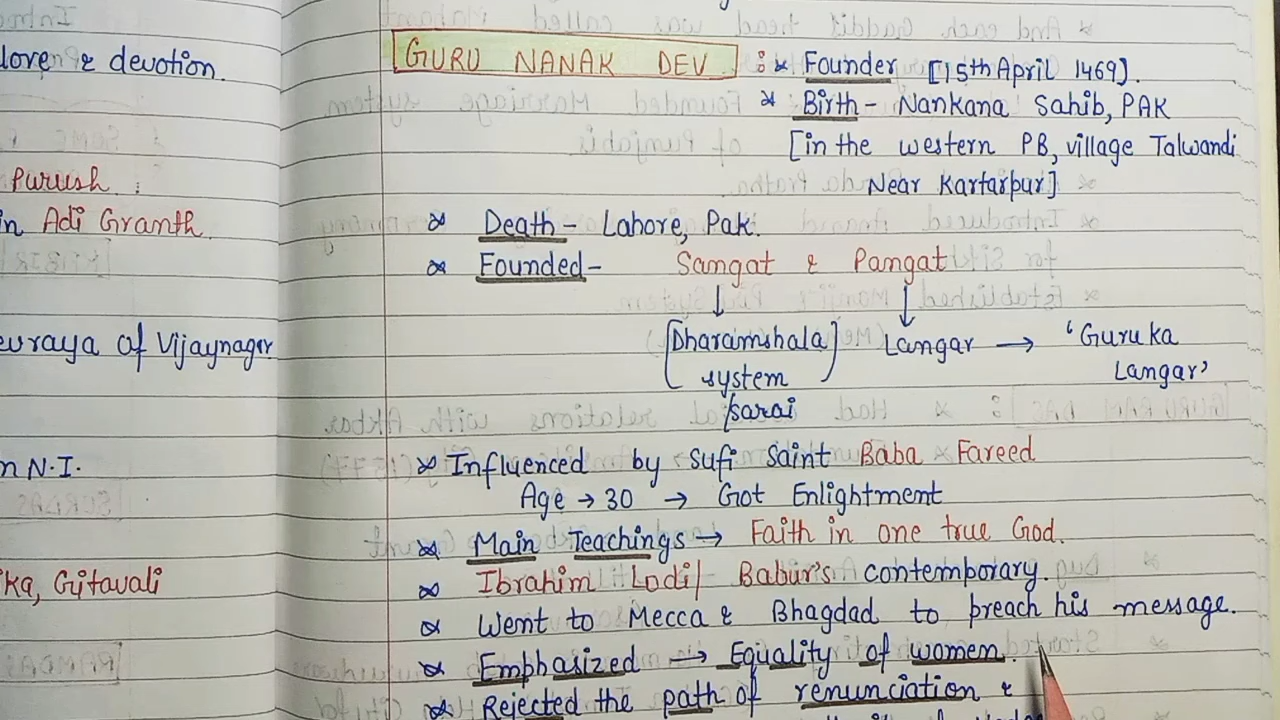 love & devotion.
Purush
in Adi Granth
evraya of Vijaynagar
n N.I.
ika, Gitavali
GURU NANAK DEV : * Founder [15th April 1469].
* Birth - Nankana Sahib, PAK
[in the western PB, village Talwandi
Near Kartarpur]
* Death - Lahore, Pak.
* Founded - Sangat & Pangat
[Dharamshala system /sarai] Langar → 'Guru ka Langar'
* Influenced by Sufi Saint Baba Fareed
Age → 30 → Got Enlightment
* Main Teachings → Faith in one true God.
* Ibrahim Lodi/ Babur's contemporary.
* Went to Mecca & Bhagdad to preach his message.
* Emphasized → Equality of women.
* Rejected the path of renunciation &